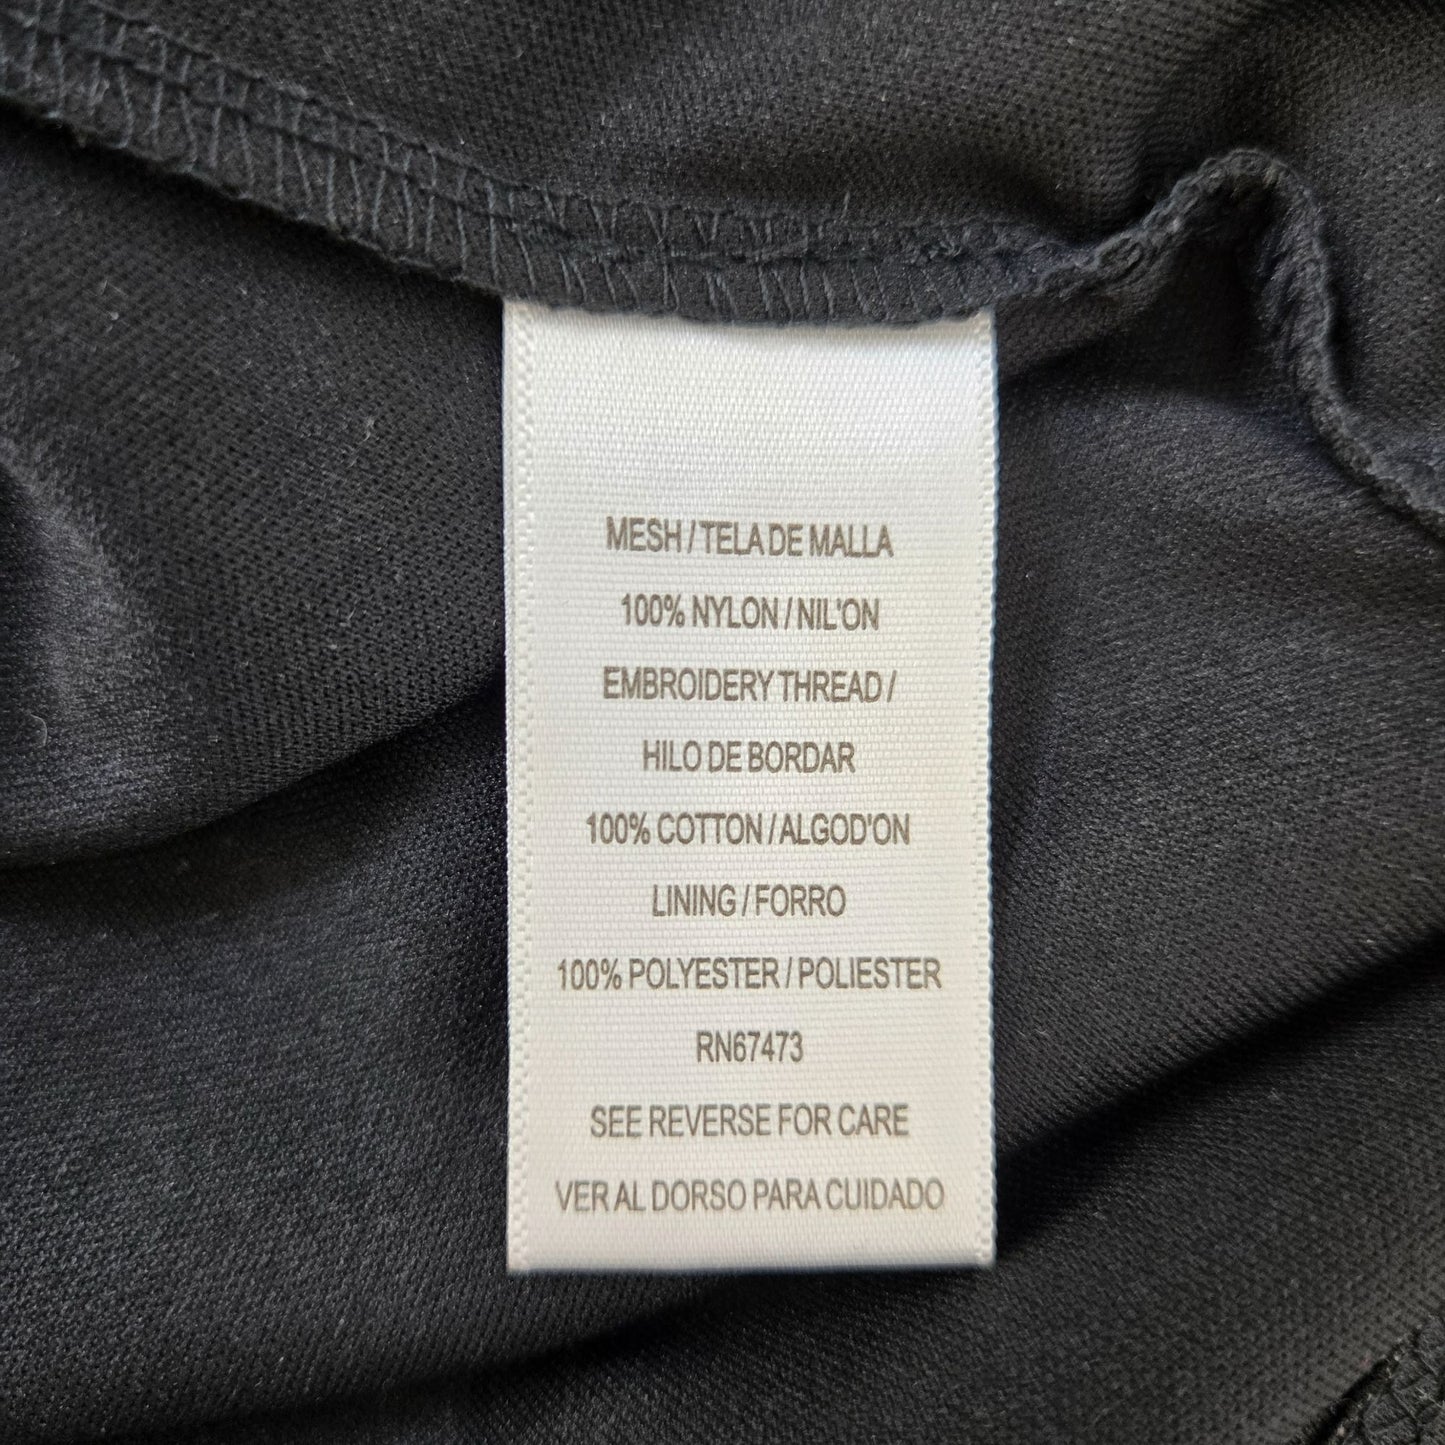 MESH / TELA DE MALLA
100% NYLON / NIL'ON
EMBROIDERY THREAD /
HILO DE BORDAR
100% COTTON / ALGOD'ON
LINING / FORRO
100% POLYESTER / POLIESTER
RN67473
SEE REVERSE FOR CARE
VER AL DORSO PARA CUIDADO